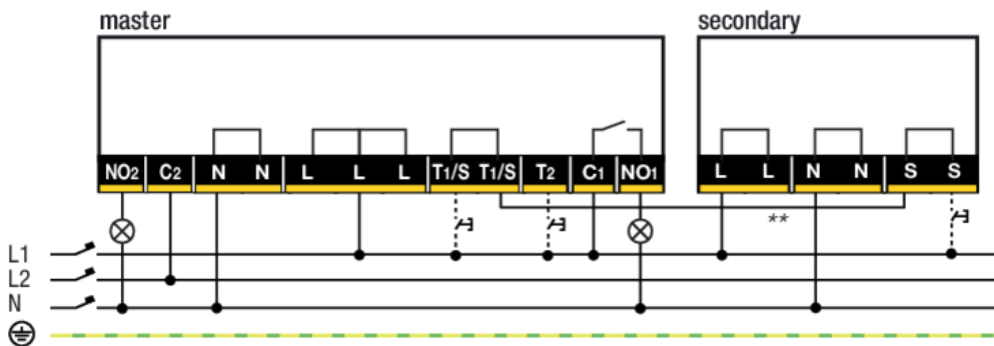 master secondary
NO2 C2 N N L L L T1/S T1/S T2 C1 NO1 L L N N S S
**
L1
L2
N